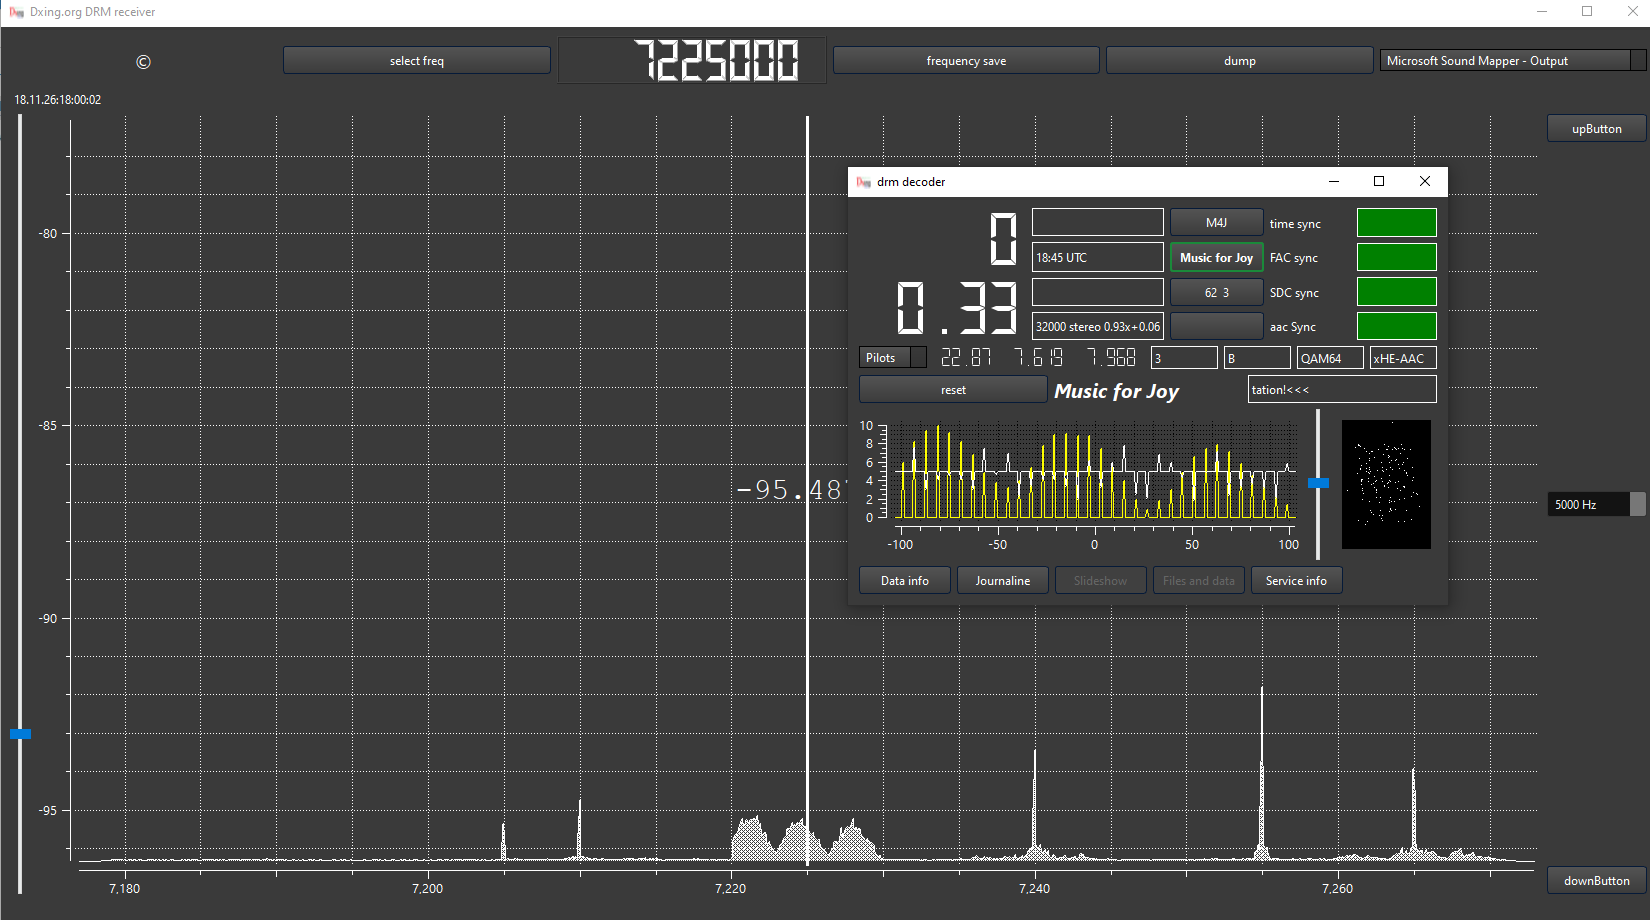 Dxing.org DRM receiver
©
select freq
7225000
frequency save
dump
Microsoft Sound Mapper - Output
18.11.26:18:00:02
upButton
-80
-85
-90
-95
-95.487
5000 Hz
downButton
7,180
7,200
7,220
7,240
7,260
drm decoder
0
M4J
time sync
18:45 UTC
Music for Joy
FAC sync
0.33
62 3
SDC sync
32000 stereo 0.93x+0.06
aac Sync
Pilots
22.87
7.619
7.968
3
B
QAM64
xHE-AAC
reset
Music for Joy
tation!<<<
10
8
6
4
2
0
-100
-50
0
50
100
Data info
Journaline
Slideshow
Files and data
Service info